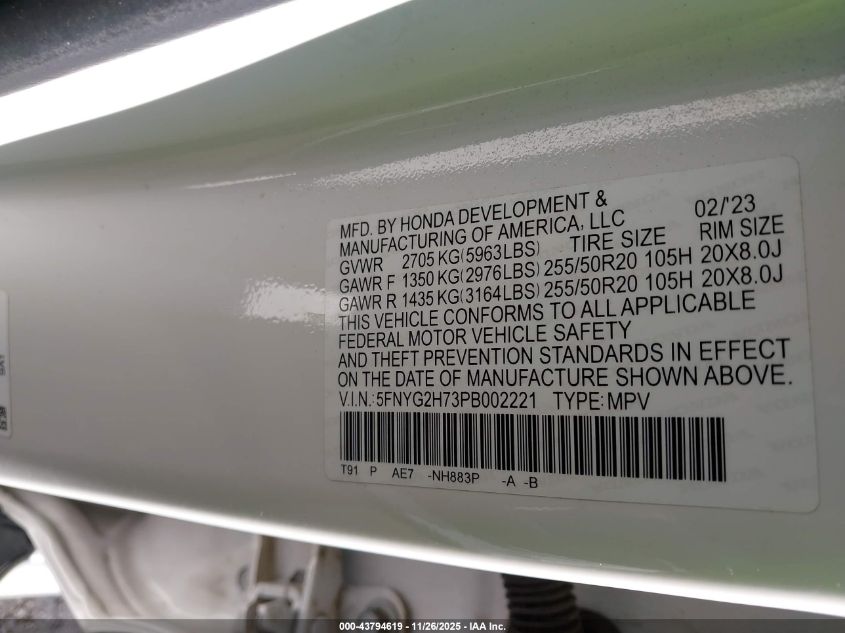 MFD. BY HONDA DEVELOPMENT & 02/'23
MANUFACTURING OF AMERICA, LLC
GVWR 2705 KG(5963LBS) TIRE SIZE RIM SIZE
GAWR F 1350 KG(2976LBS) 255/50R20 105H 20X8.0J
GAWR R 1435 KG(3164LBS) 255/50R20 105H 20X8.0J
THIS VEHICLE CONFORMS TO ALL APPLICABLE
FEDERAL MOTOR VEHICLE SAFETY
AND THEFT PREVENTION STANDARDS IN EFFECT
ON THE DATE OF MANUFACTURE SHOWN ABOVE.
V.I.N.: 5FNYG2H73PB002221 TYPE: MPV
T91 P AE7 -NH883P -A -B
000-43794619 - 11/26/2025 - IAA Inc.